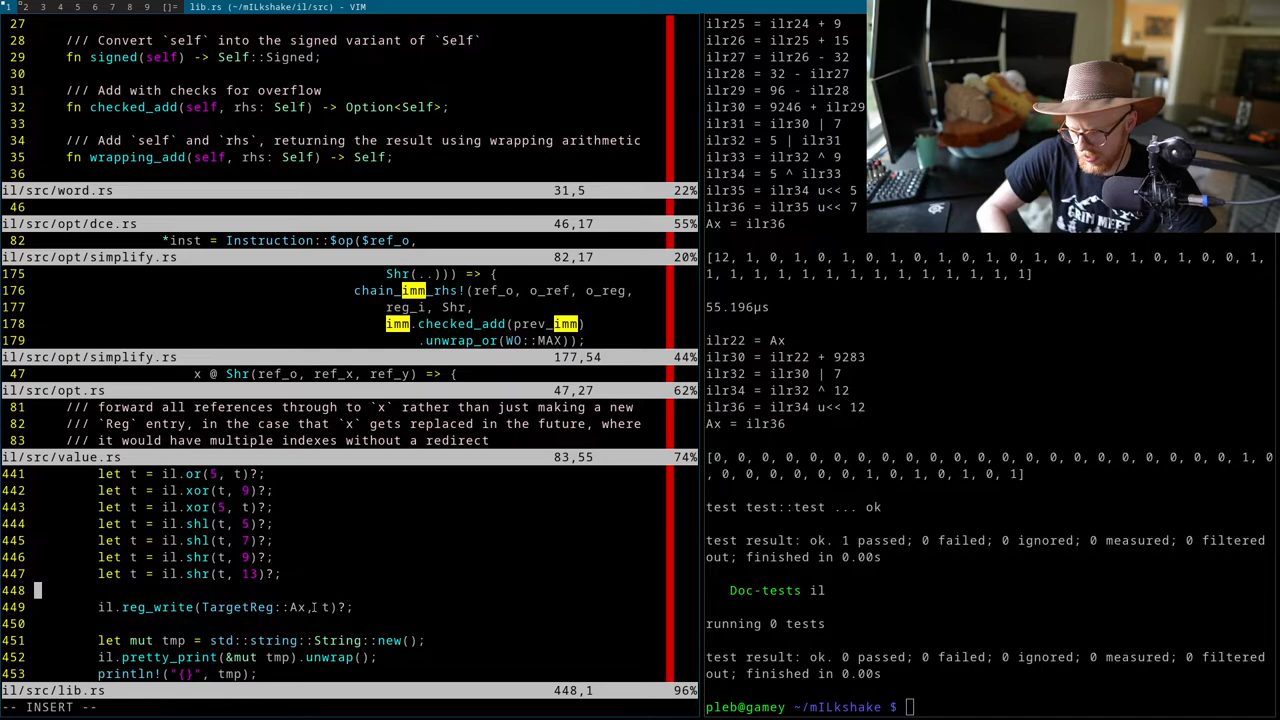 1 2 3 4 5 6 7 8 9 []= lib.rs (~/mILkshake/il/src) - VIM
27
28 /// Convert `self` into the signed variant of `Self`
29 fn signed(self) -> Self::Signed;
30
31 /// Add with checks for overflow
32 fn checked_add(self, rhs: Self) -> Option<Self>;
33
34 /// Add `self` and `rhs`, returning the result using wrapping arithmetic
35 fn wrapping_add(self, rhs: Self) -> Self;
36
il/src/word.rs 31,5 22%
46
il/src/opt/dce.rs 46,17 55%
82 *inst = Instruction::$op($ref_o,
il/src/opt/simplify.rs 82,17 20%
175 Shr(..))) => {
176 chain_imm_rhs!(ref_o, o_ref, o_reg,
177 reg_i, Shr,
178 imm.checked_add(prev_imm)
179 .unwrap_or(WO::MAX));
il/src/opt/simplify.rs 177,54 44%
47 x @ Shr(ref_o, ref_x, ref_y) => {
il/src/opt.rs 47,27 62%
81 /// forward all references through to `x` rather than just making a new
82 /// `Reg` entry, in the case that `x` gets replaced in the future, where
83 /// it would have multiple indexes without a redirect
il/src/value.rs 83,55 74%
441 let t = il.or(5, t)?;
442 let t = il.xor(t, 9)?;
443 let t = il.xor(5, t)?;
444 let t = il.shl(t, 5)?;
445 let t = il.shl(t, 7)?;
446 let t = il.shr(t, 9)?;
447 let t = il.shr(t, 13)?;
448
449 il.reg_write(TargetReg::Ax, t)?;
450
451 let mut tmp = std::string::String::new();
452 il.pretty_print(&mut tmp).unwrap();
453 println!("{}", tmp);
il/src/lib.rs 448,1 96%
-- INSERT --
ilr25 = ilr24 + 9
ilr26 = ilr25 + 15
ilr27 = ilr26 - 32
ilr28 = 32 - ilr27
ilr29 = 96 - ilr28
ilr30 = 9246 + ilr29
ilr31 = ilr30 | 7
ilr32 = 5 | ilr31
ilr33 = ilr32 ^ 9
ilr34 = 5 ^ ilr33
ilr35 = ilr34 u<< 5
ilr36 = ilr35 u<< 7
Ax = ilr36
[12, 1, 0, 1, 0, 1, 0, 1, 0, 1, 0, 1, 0, 1, 0, 1, 0, 0, 1,
1, 1, 1, 1, 1, 1, 1, 1, 1, 1, 1, 1, 1]
55.196µs
ilr22 = Ax
ilr30 = ilr22 + 9283
ilr32 = ilr30 | 7
ilr34 = ilr32 ^ 12
ilr36 = ilr34 u<< 12
Ax = ilr36
[0, 0, 0, 0, 0, 0, 0, 0, 0, 0, 0, 0, 0, 0, 0, 0, 0, 1, 0
, 0, 0, 0, 0, 0, 0, 1, 0, 1, 0, 1, 0, 1]
test test::test ... ok
test result: ok. 1 passed; 0 failed; 0 ignored; 0 measured; 0 filtered
out; finished in 0.00s
Doc-tests il
running 0 tests
test result: ok. 0 passed; 0 failed; 0 ignored; 0 measured; 0 filtered
out; finished in 0.00s
pleb@gamey ~/mILkshake $
GRIM MEET